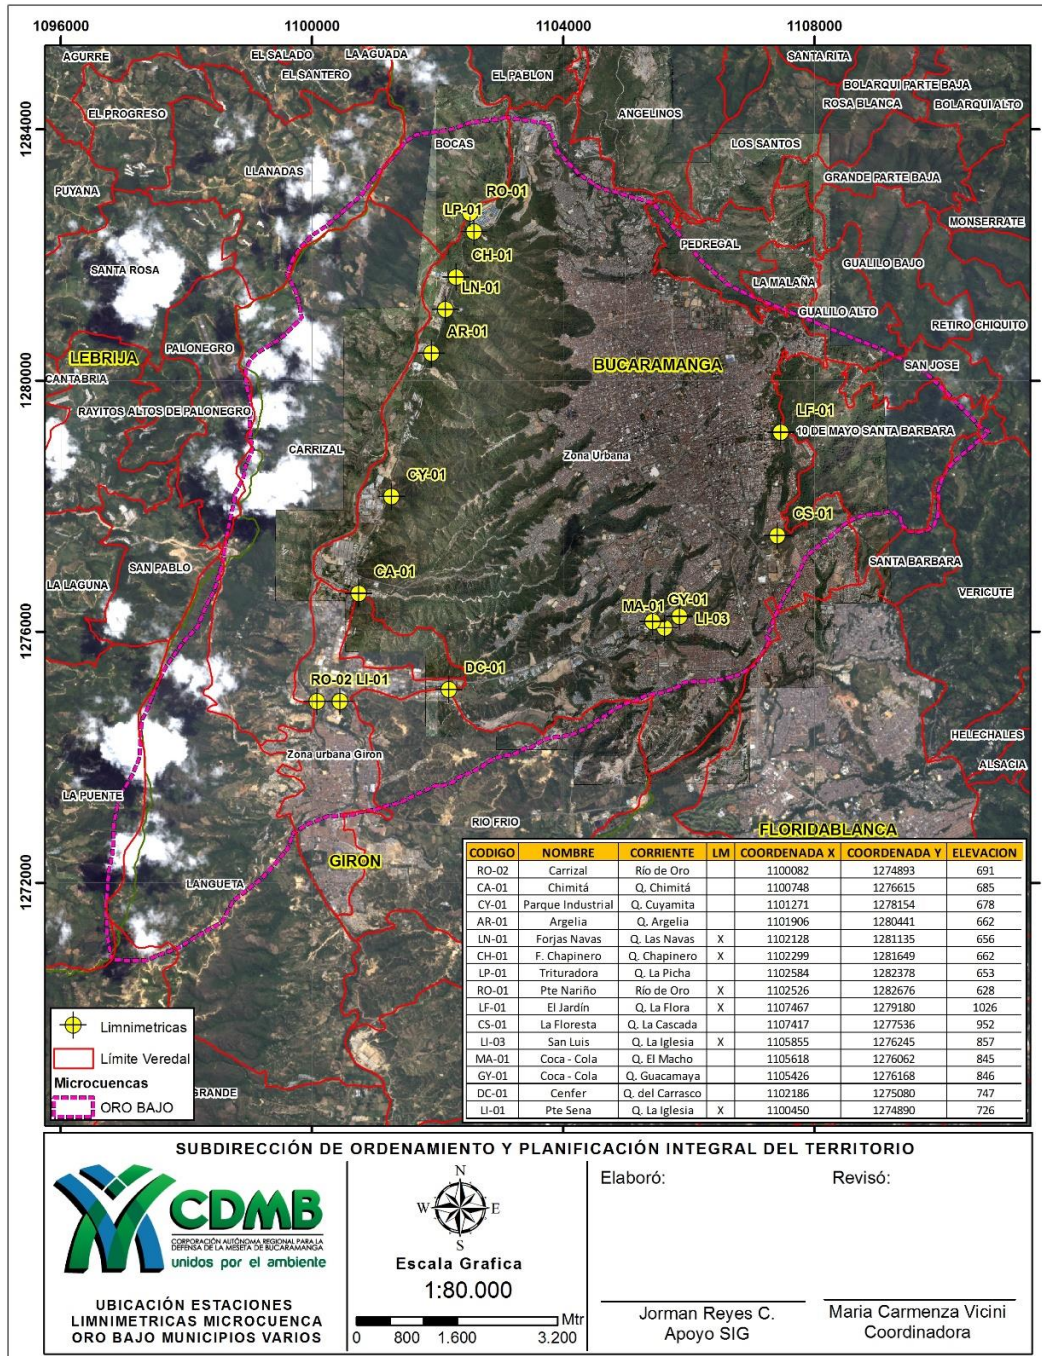 1096000 1100000 1104000 1108000
AGURRE
EL SALADO
LA AGUADA
EL SANTERO
EL PABLON
SANTA RITA
BOLARQUI PARTE BAJA
ROSA BLANCA
BOLARQUI ALTO
EL PROGRESO
ANGELINOS
1284000
BOCAS
LOS SANTOS
LLANADAS
GRANDE PARTE BAJA
PUYANA
RO-01
LP-01
MONSERRATE
PEDREGAL
CH-01
GUALILO BAJO
SANTA ROSA
LN-01
LA MALAÑA
GUALILO ALTO
AR-01
RETIRO CHIQUITO
PALONEGRO
LEBRIJA
BUCARAMANGA
SAN JOSE
1280000
CANTABRIA
RAYITOS ALTOS DE PALONEGRO
LF-01
10 DE MAYO SANTA BARBARA
CARRIZAL
Zona Urbana
CY-01
CS-01
SAN PABLO
SANTA BARBARA
LA LAGUNA
CA-01
VERICUTE
MA-01
GY-01
LI-03
1276000
DC-01
RO-02 LI-01
HELECHALES
Zona urbana Giron
ALSACIA
LA PUENTE
RIO FRIO
FLORIDABLANCA
GIRON
1272000
LANGUETA
GRANDE
CODIGO NOMBRE CORRIENTE LM COORDENADA X COORDENADA Y ELEVACION
RO-02 Carrizal Río de Oro 1100082 1274893 691
CA-01 Chimitá Q. Chimitá 1100748 1276615 685
CY-01 Parque Industrial Q. Cuyamita 1101271 1278154 678
AR-01 Argelia Q. Argelia 1101906 1280441 662
LN-01 Forjas Navas Q. Las Navas X 1102128 1281135 656
CH-01 F. Chapinero Q. Chapinero X 1102299 1281649 662
LP-01 Trituradora Q. La Picha 1102584 1282378 653
RO-01 Pte Nariño Río de Oro X 1102526 1282676 628
LF-01 El Jardín Q. La Flora X 1107467 1279180 1026
CS-01 La Floresta Q. La Cascada 1107417 1277536 952
LI-03 San Luis Q. La Iglesia X 1105855 1276245 857
MA-01 Coca - Cola Q. El Macho 1105618 1276062 845
GY-01 Coca - Cola Q. Guacamaya 1105426 1276168 846
DC-01 Cenfer Q. del Carrasco 1102186 1275080 747
LI-01 Pte Sena Q. La Iglesia X 1100450 1274890 726
Limnimetricas
Límite Veredal
Microcuencas
ORO BAJO
SUBDIRECCIÓN DE ORDENAMIENTO Y PLANIFICACIÓN INTEGRAL DEL TERRITORIO
CDMB
CORPORACIÓN AUTÓNOMA REGIONAL PARA LA
DEFENSA DE LA MESETA DE BUCARAMANGA
unidos por el ambiente
UBICACIÓN ESTACIONES
LIMNIMETRICAS MICROCUENCA
ORO BAJO MUNICIPIOS VARIOS
N
W E
S
Escala Grafica
1:80.000
Mtr
0 800 1.600 3.200
Elaboró:
Jorman Reyes C.
Apoyo SIG
Revisó:
Maria Carmenza Vicini
Coordinadora